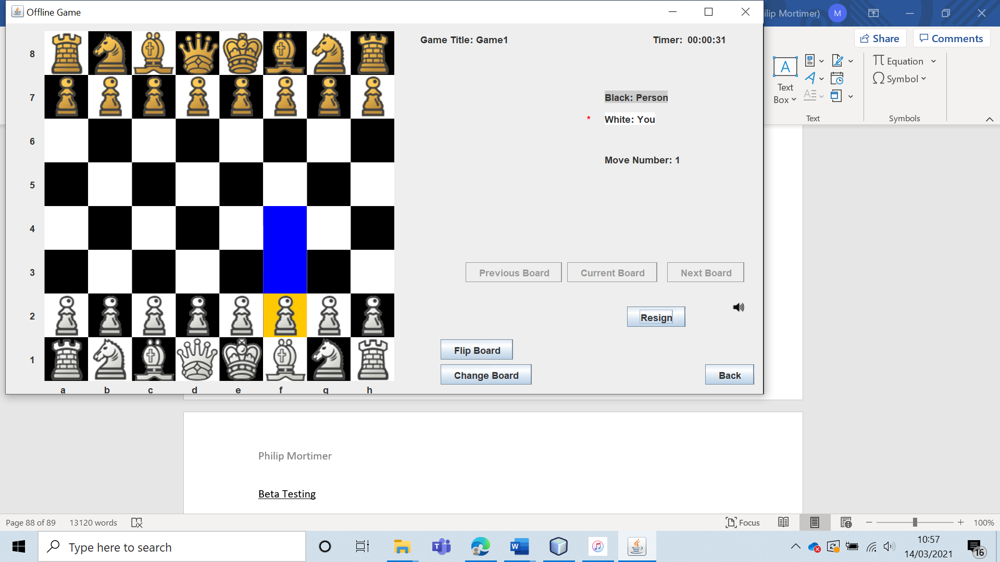 Offline Game
ilip Mortimer)
M
Share
Comments
Game Title: Game1
Timer: 00:00:31
Text
Box
Equation
Symbol
Text
Symbols
Black: Person
* White: You
Move Number: 1
8
7
6
5
4
3
2
1
a b c d e f g h
Previous Board
Current Board
Next Board
Resign
Flip Board
Change Board
Back
Philip Mortimer
Beta Testing
Page 88 of 89
13120 words
Focus
100%
Type here to search
10:57
14/03/2021
16